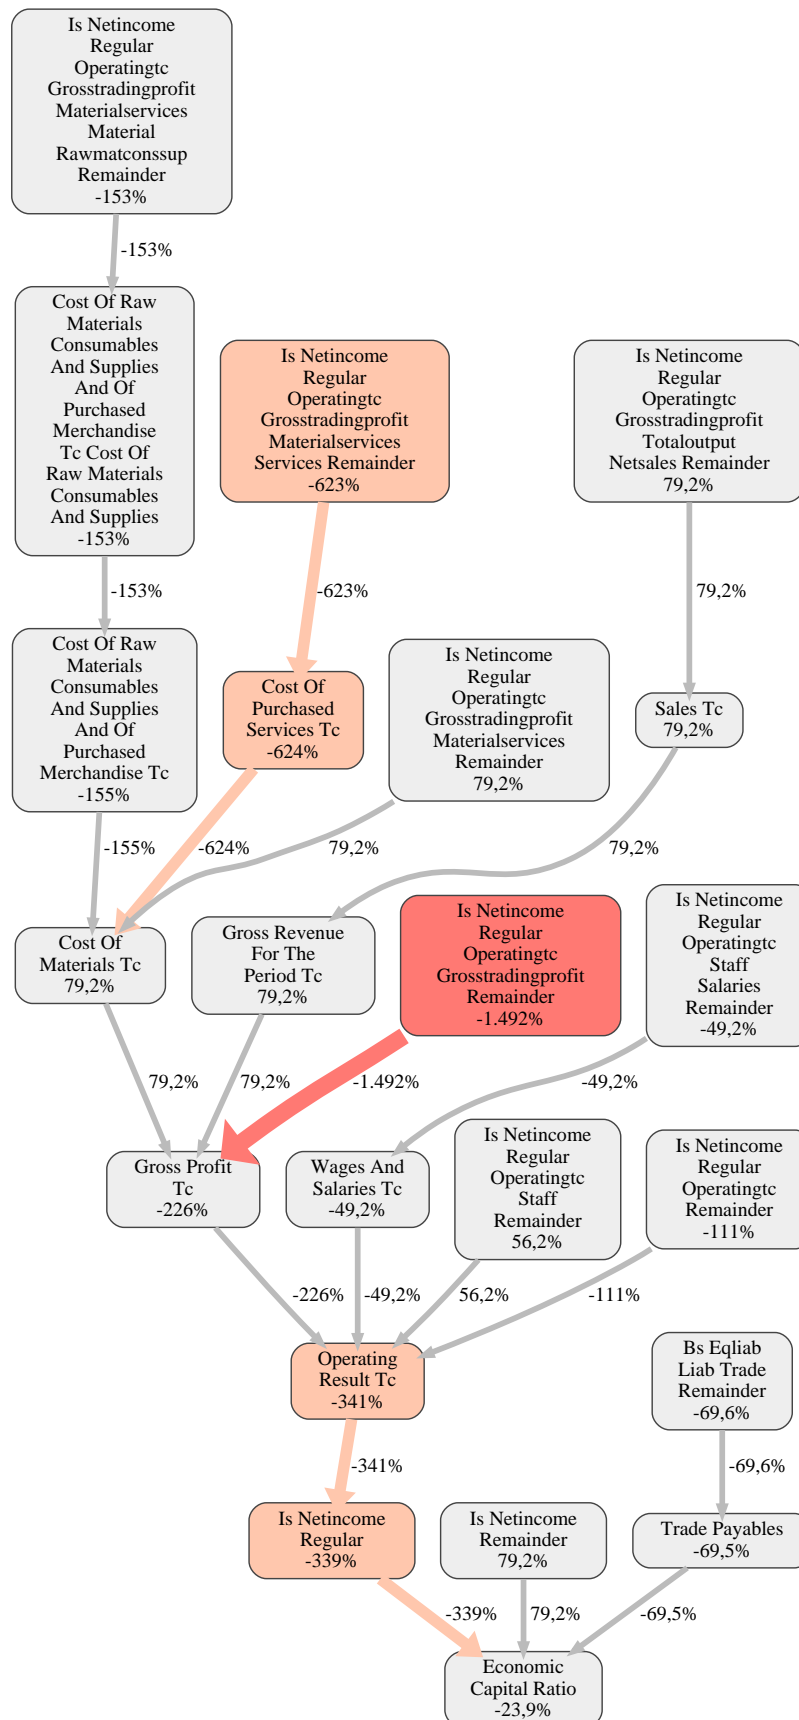 Is Netincome
Regular
Operatingtc
Grosstradingprofit
Materialservices
Material
Rawmatconssup
Remainder
-153%
-153%
Cost Of Raw
Materials
Consumables
And Supplies
And Of
Purchased
Merchandise
Tc Cost Of
Raw Materials
Consumables
And Supplies
-153%
Is Netincome
Regular
Operatingtc
Grosstradingprofit
Materialservices
Services Remainder
-623%
Is Netincome
Regular
Operatingtc
Grosstradingprofit
Totaloutput
Netsales Remainder
79,2%
-153%
-623%
79,2%
Cost Of Raw
Materials
Consumables
And Supplies
And Of
Purchased
Merchandise Tc
-155%
Cost Of
Purchased
Services Tc
-624%
Is Netincome
Regular
Operatingtc
Grosstradingprofit
Materialservices
Remainder
79,2%
Sales Tc
79,2%
-155%
-624%
79,2%
79,2%
Cost Of
Materials Tc
79,2%
Gross Revenue
For The
Period Tc
79,2%
Is Netincome
Regular
Operatingtc
Grosstradingprofit
Remainder
-1.492%
Is Netincome
Regular
Operatingtc
Staff
Salaries
Remainder
-49,2%
79,2%
79,2%
-1.492%
-49,2%
Gross Profit
Tc
-226%
Wages And
Salaries Tc
-49,2%
Is Netincome
Regular
Operatingtc
Staff
Remainder
56,2%
Is Netincome
Regular
Operatingtc
Remainder
-111%
-226%
-49,2%
56,2%
-111%
Operating
Result Tc
-341%
Bs Eqliab
Liab Trade
Remainder
-69,6%
-341%
-69,6%
Is Netincome
Regular
-339%
Is Netincome
Remainder
79,2%
Trade Payables
-69,5%
-339%
79,2%
-69,5%
Economic
Capital Ratio
-23,9%